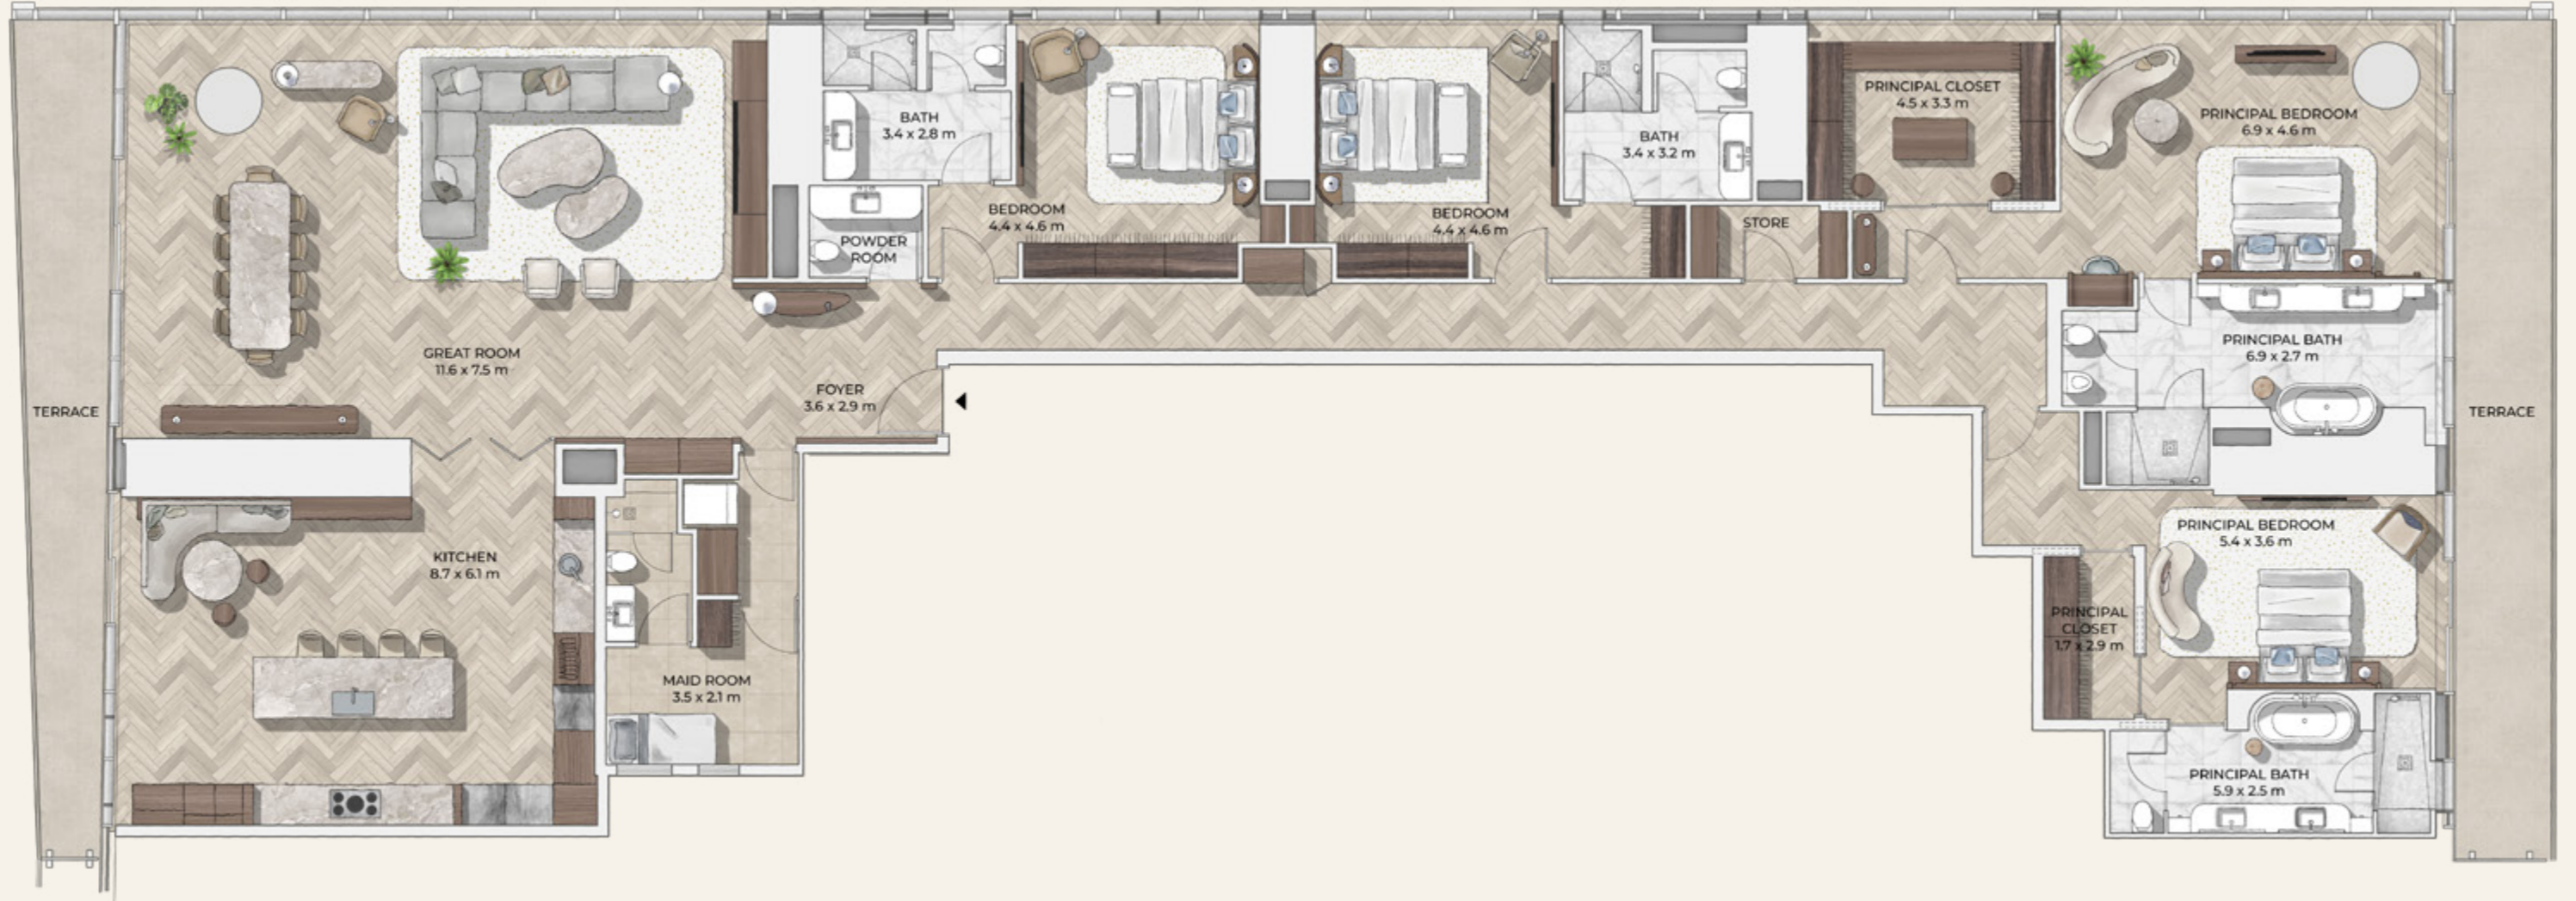 BATH
3.4 x 2.8 m
PRINCIPAL CLOSET
4.5 x 3.3 m
PRINCIPAL BEDROOM
6.9 x 4.6 m
BATH
3.4 x 3.2 m
BEDROOM
4.4 x 4.6 m
BEDROOM
4.4 x 4.6 m
STORE
POWDER
ROOM
GREAT ROOM
11.6 x 7.5 m
PRINCIPAL BATH
6.9 x 2.7 m
FOYER
3.6 x 2.9 m
TERRACE
TERRACE
PRINCIPAL BEDROOM
5.4 x 3.6 m
KITCHEN
8.7 x 6.1 m
PRINCIPAL
CLOSET
1.7 x 2.9 m
MAID ROOM
3.5 x 2.1 m
PRINCIPAL BATH
5.9 x 2.5 m